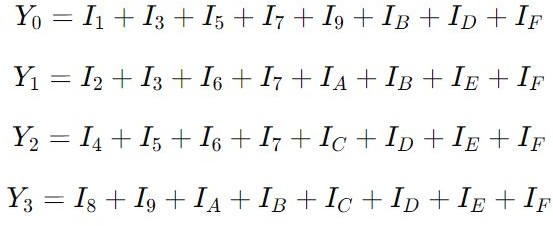 Y₀ = I₁ + I₃ + I₅ + I₇ + I₉ + I_B + I_D + I_F
Y₁ = I₂ + I₃ + I₆ + I₇ + I_A + I_B + I_E + I_F
Y₂ = I₄ + I₅ + I₆ + I₇ + I_C + I_D + I_E + I_F
Y₃ = I₈ + I₉ + I_A + I_B + I_C + I_D + I_E + I_F